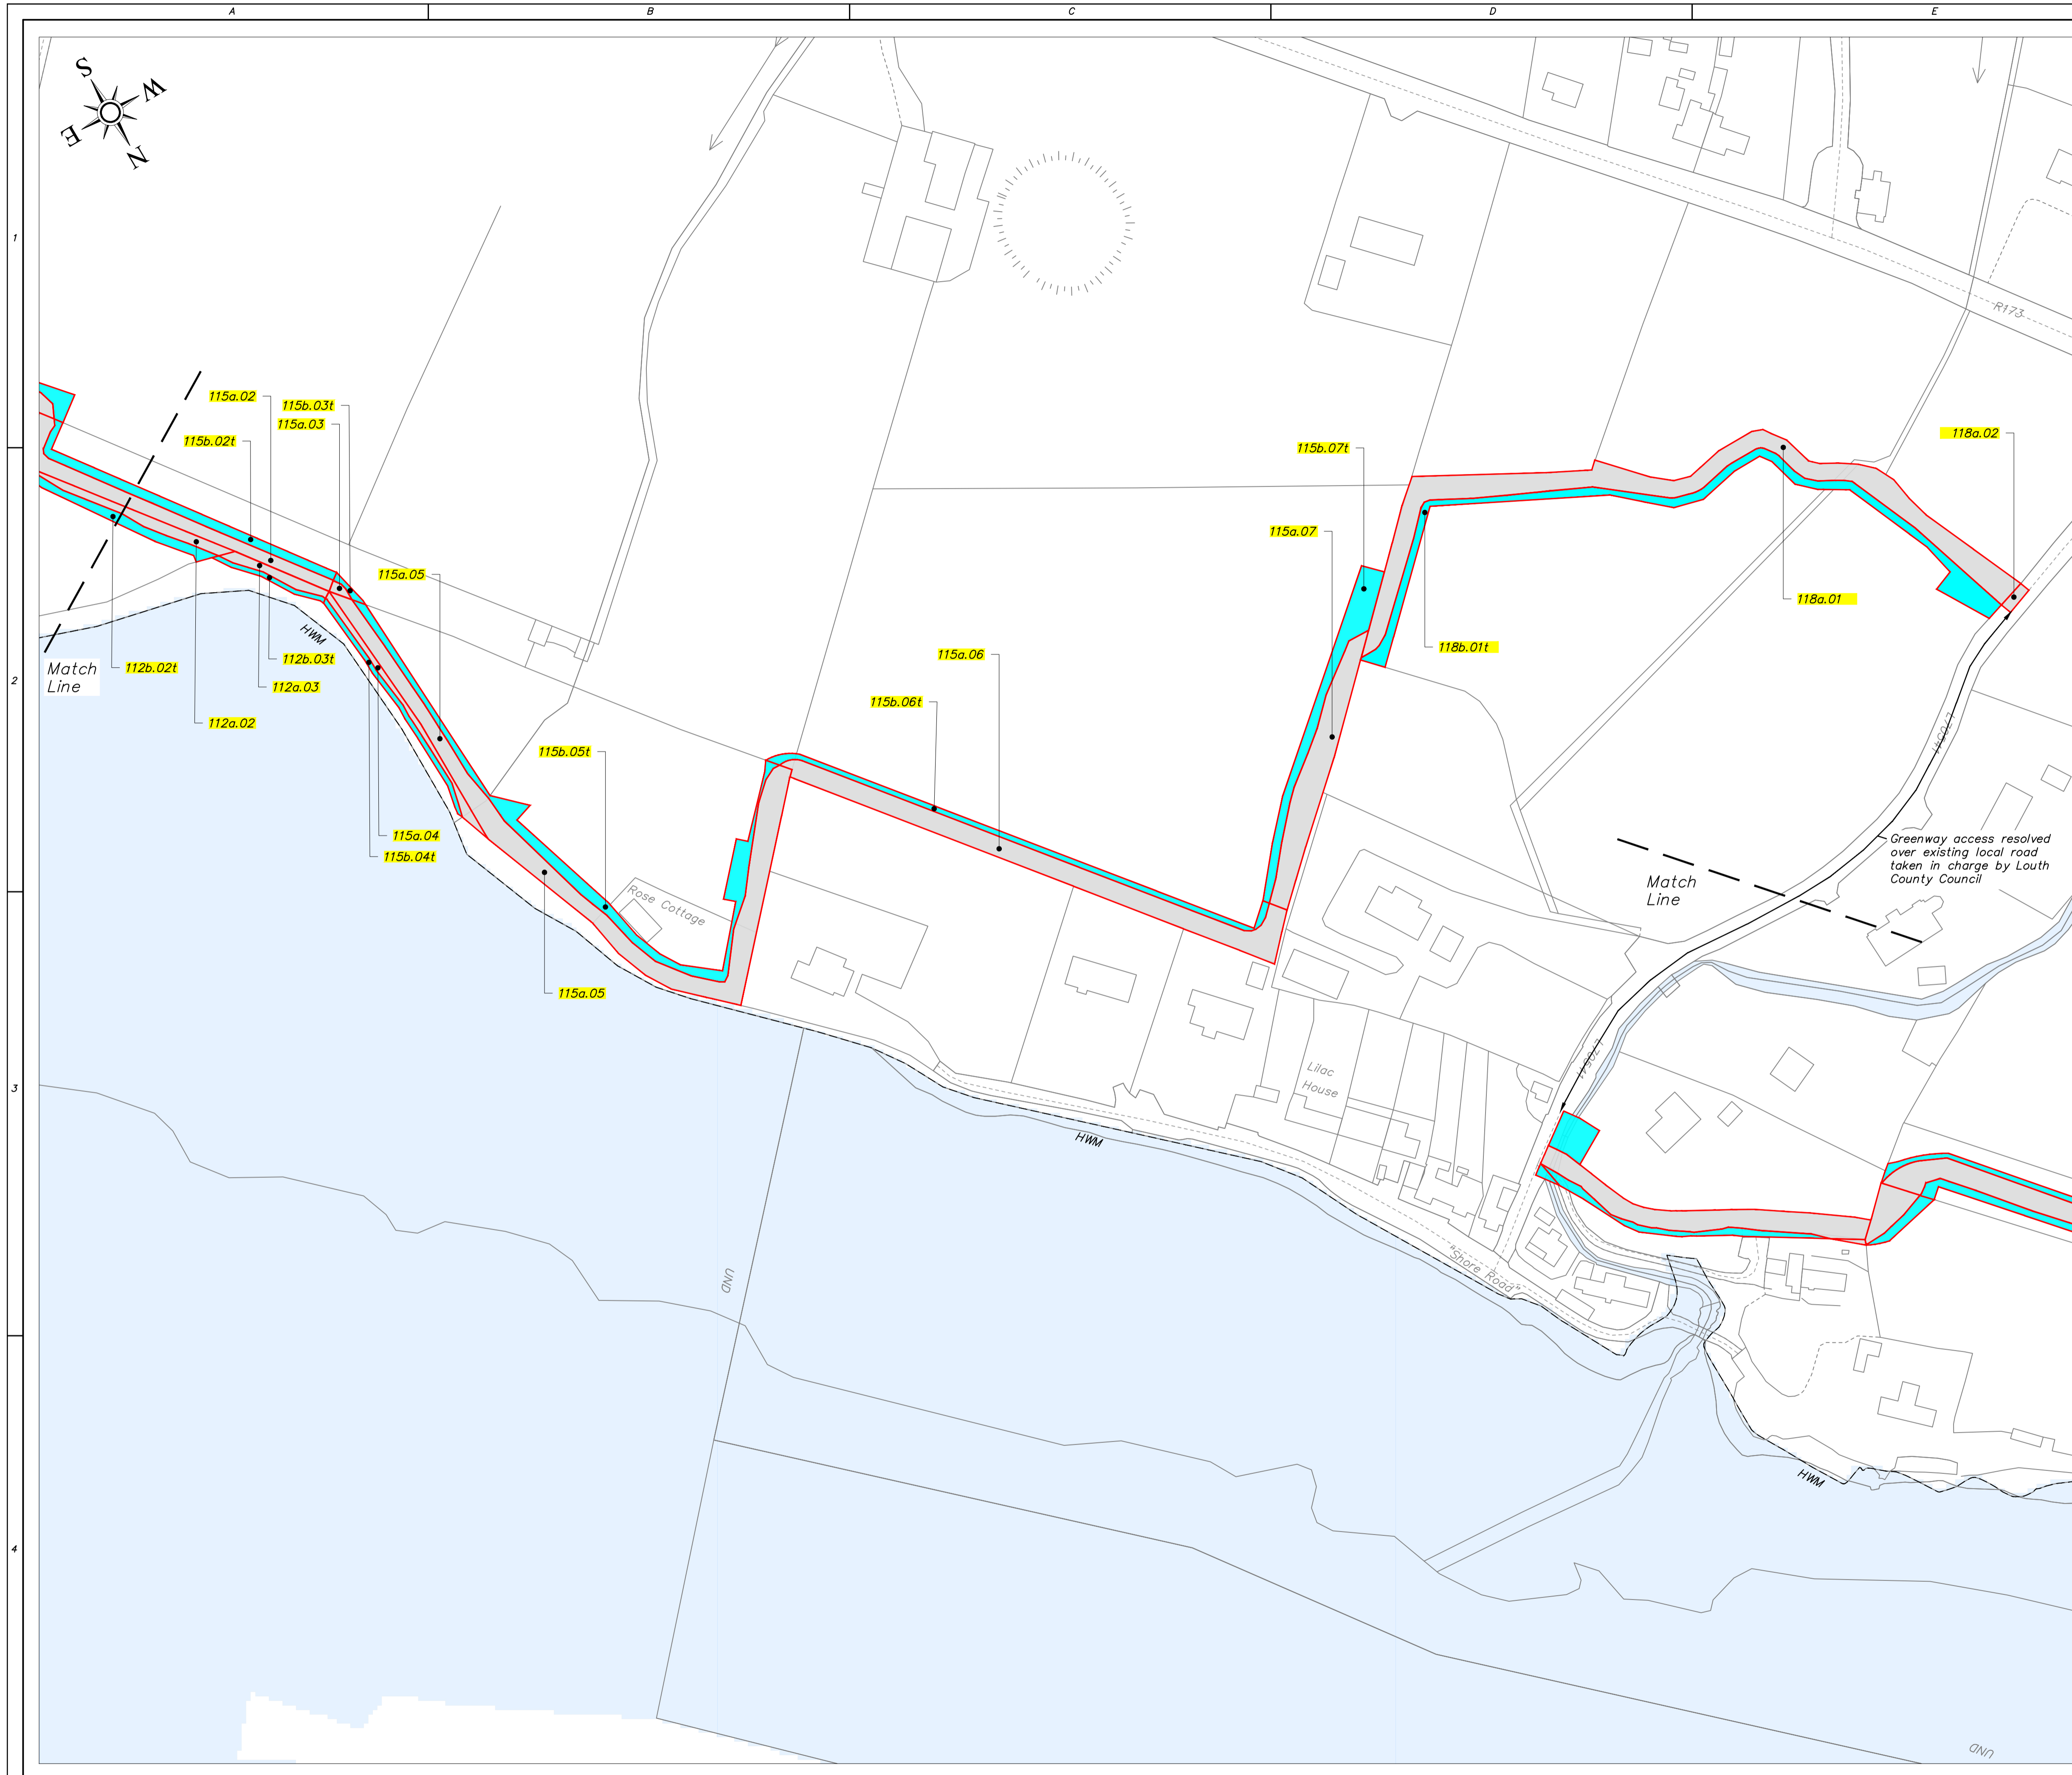 A
B
C
D
E
1
2
3
4
S
W
E
N
R173
115a.02
115b.03t
115a.03
115b.02t
118a.02
115b.07t
115a.07
115a.05
118a.01
HWM
118b.01t
115a.06
112b.03t
112b.02t
Match
Line
112a.03
115b.06t
112a.02
L70541
115b.05t
115a.04
115b.04t
Greenway access resolved
over existing local road
taken in charge by Louth
County Council
Match
Line
Rose Cottage
115a.05
L70541
Lilac
House
HWM
"Shore Road"
UND
HWM
UND